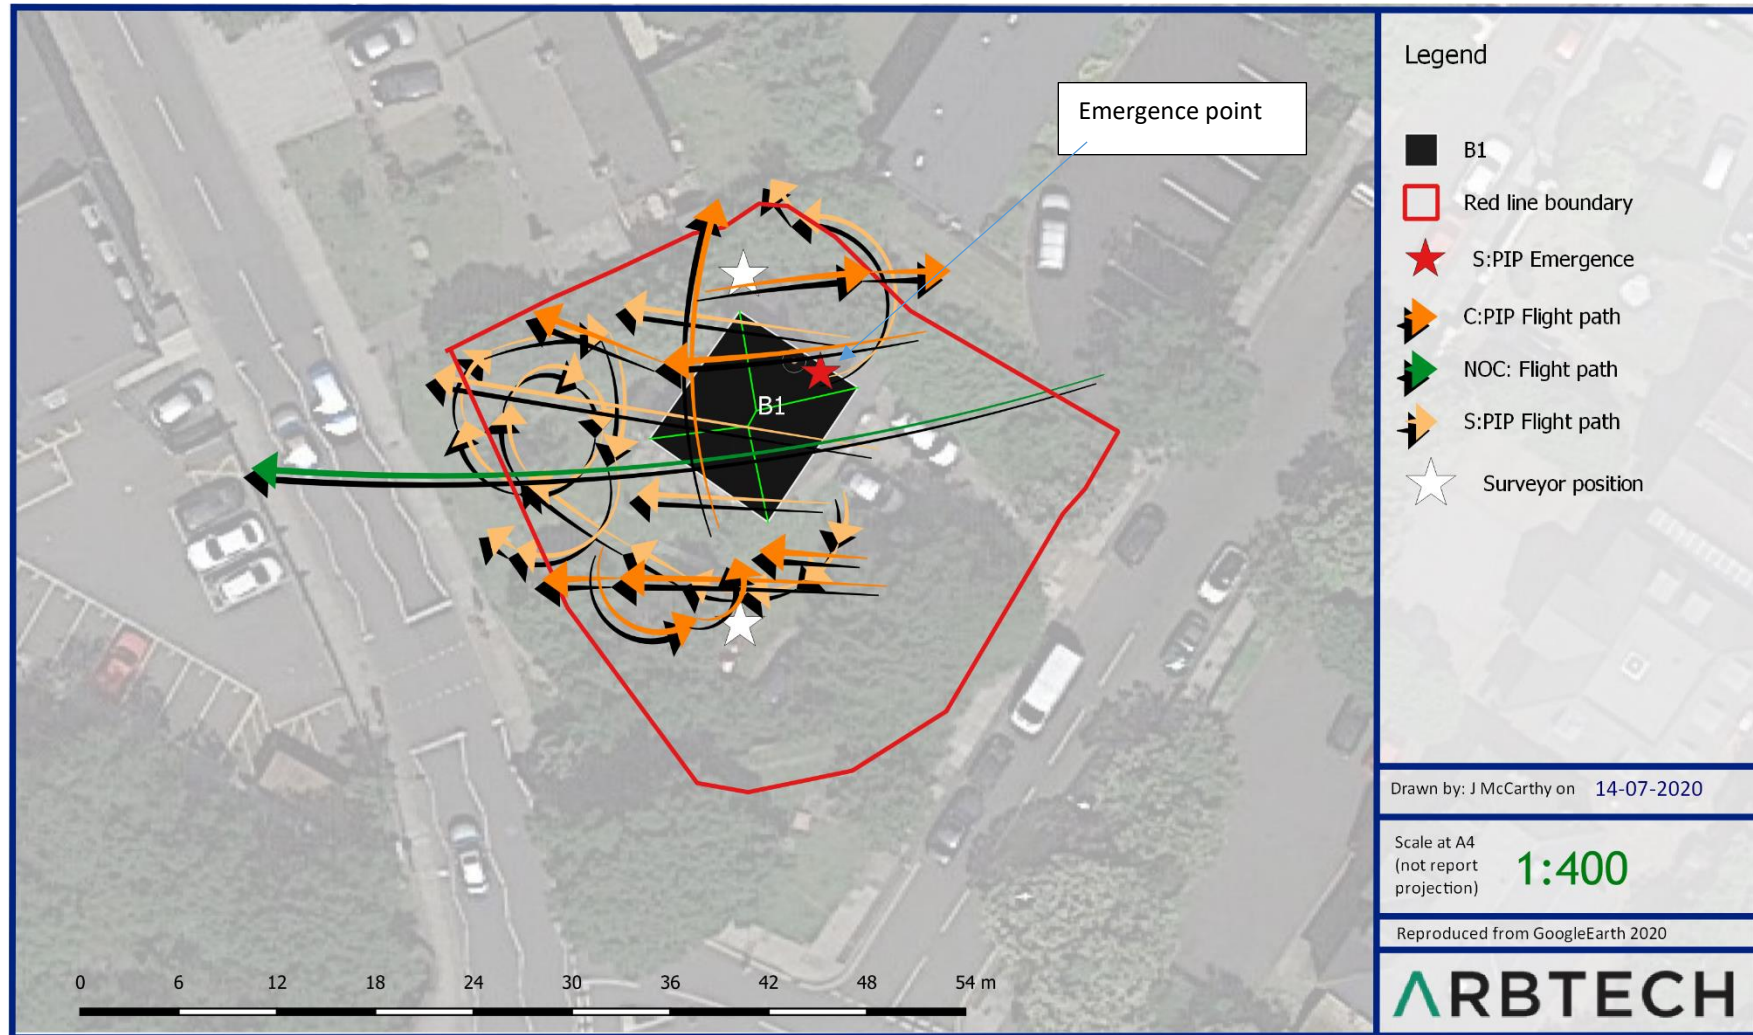 Emergence point
B1
0 6 12 18 24 30 36 42 48 54 m
Legend
B1
Red line boundary
S:PIP Emergence
C:PIP Flight path
NOC: Flight path
S:PIP Flight path
Surveyor position
Drawn by: J McCarthy on 14-07-2020
Scale at A4
(not report
projection)
1:400
Reproduced from GoogleEarth 2020
ARBTECH